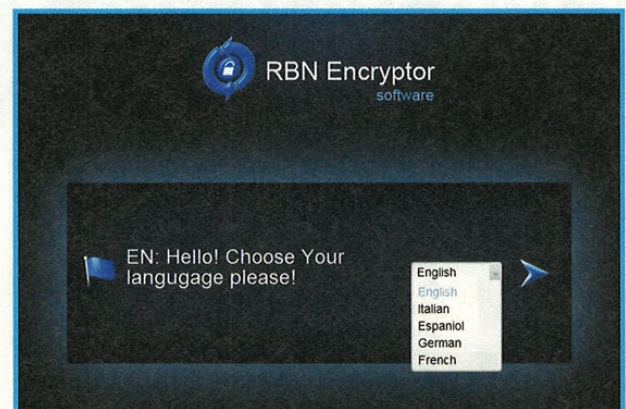 RBN Encryptor
software
EN: Hello! Choose Your
langugage please!
English
English
Italian
Espaniol
German
French